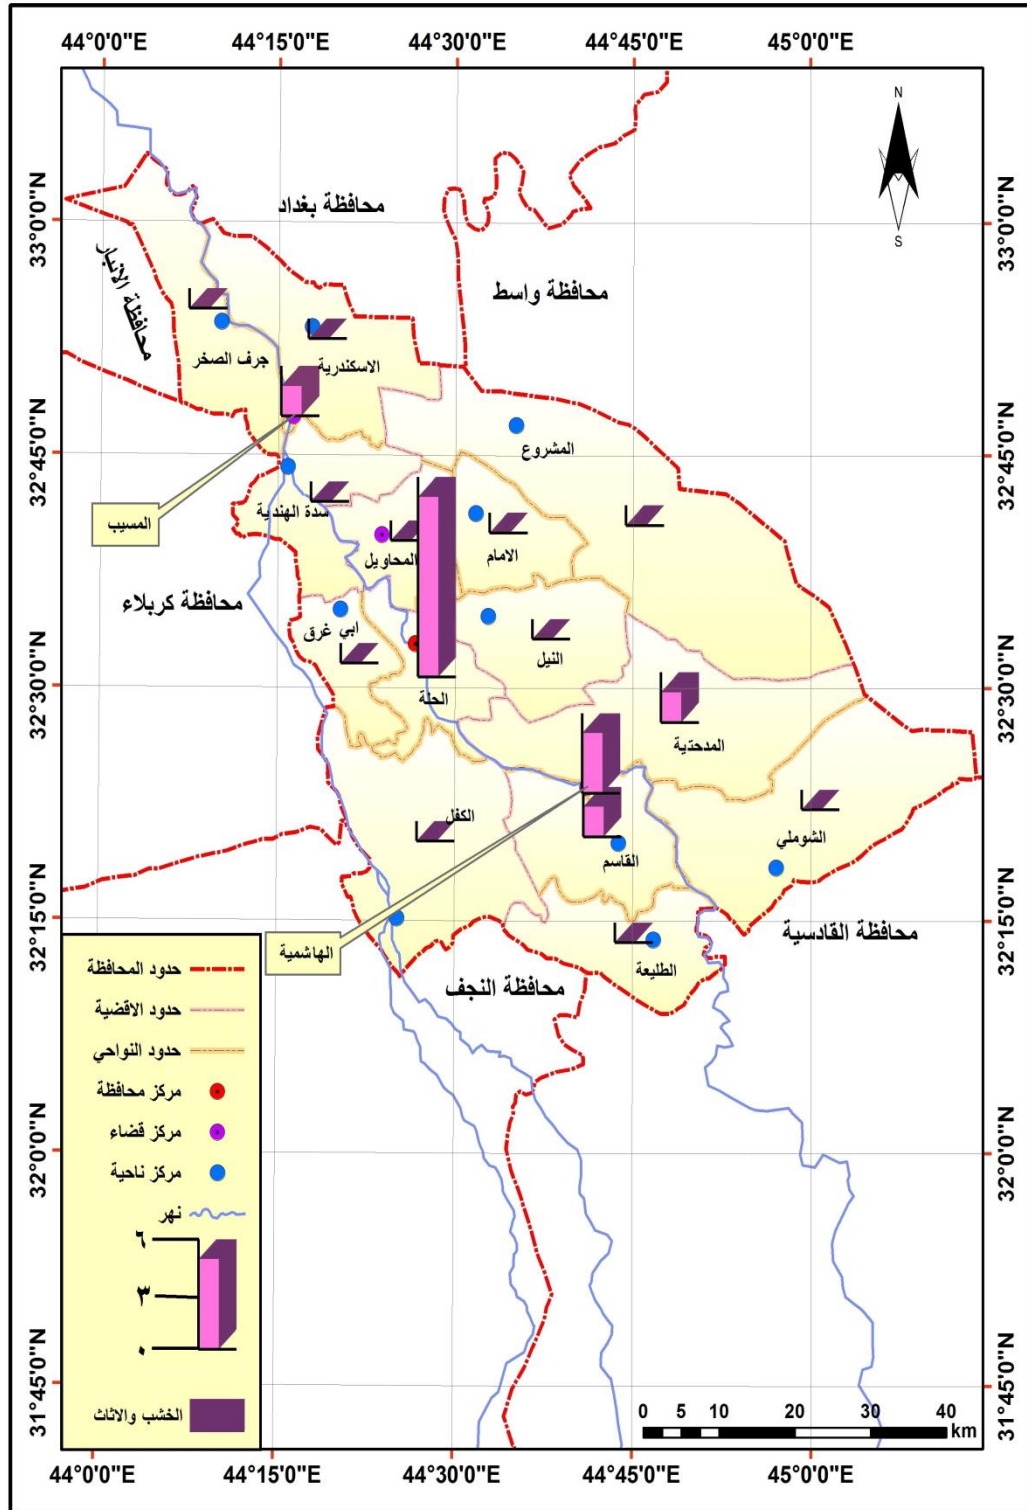 44°0'0"E 44°15'0"E 44°30'0"E 44°45'0"E 45°0'0"E
N
S
33°0'0"N
33°0'0"N
محافظة بغداد
محافظة الانبار
محافظة واسط
جرف الصخر
الاسكندرية
المشروع
32°45'0"N
32°45'0"N
المسيب
سدة الهندية
المحاويل
الامام
محافظة كربلاء
ابي غرق
النيل
الحلة
32°30'0"N
32°30'0"N
المدحتية
الكفل
القاسم
الشوملي
32°15'0"N
32°15'0"N
الهاشمية
الطليعة
محافظة القادسية
محافظة النجف
حدود المحافظة
حدود الاقضية
حدود النواحي
مركز محافظة
مركز قضاء
مركز ناحية
نهر
٦
٣
٠
الخشب والاثاث
32°0'0"N
32°0'0"N
31°45'0"N
31°45'0"N
0 5 10 20 30 40
km
44°0'0"E 44°15'0"E 44°30'0"E 44°45'0"E 45°0'0"E